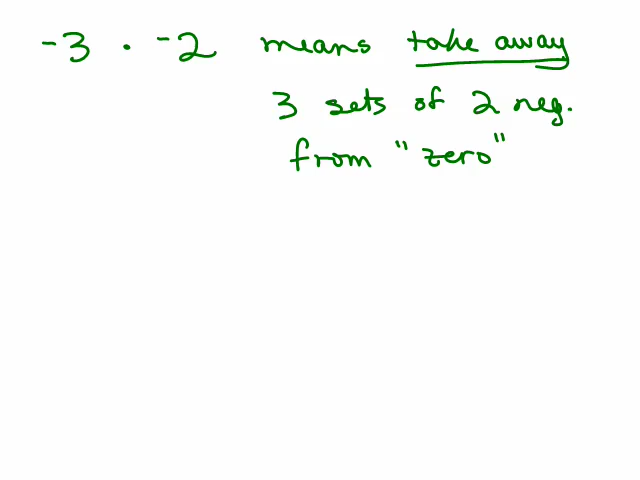 -3 · -2 means take away
3 sets of 2 neg.
from "zero"